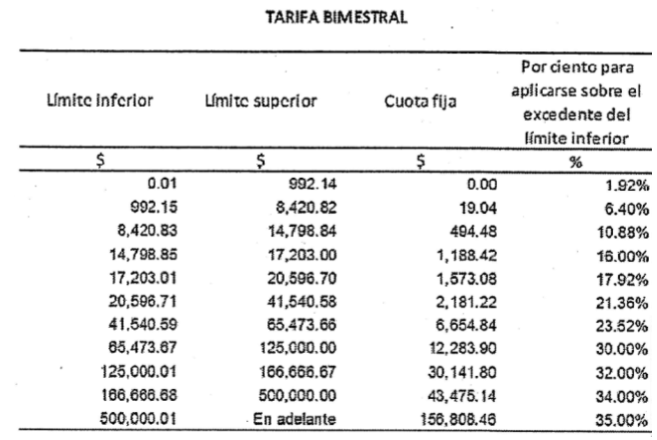 TARIFA BIMESTRAL
Límite inferior Límite superior Cuota fija Por ciento para aplicarse sobre el excedente del límite inferior
$ $ $ %
0.01 992.14 0.00 1.92%
992.15 8,420.82 19.04 6.40%
8,420.83 14,798.84 494.48 10.88%
14,798.85 17,203.00 1,188.42 16.00%
17,203.01 20,596.70 1,573.08 17.92%
20,596.71 41,540.58 2,181.22 21.36%
41,540.59 65,473.66 6,654.84 23.52%
65,473.67 125,000.00 12,283.90 30.00%
125,000.01 166,666.67 30,141.80 32.00%
166,666.68 500,000.00 43,475.14 34.00%
500,000.01 En adelante 156,808.46 35.00%